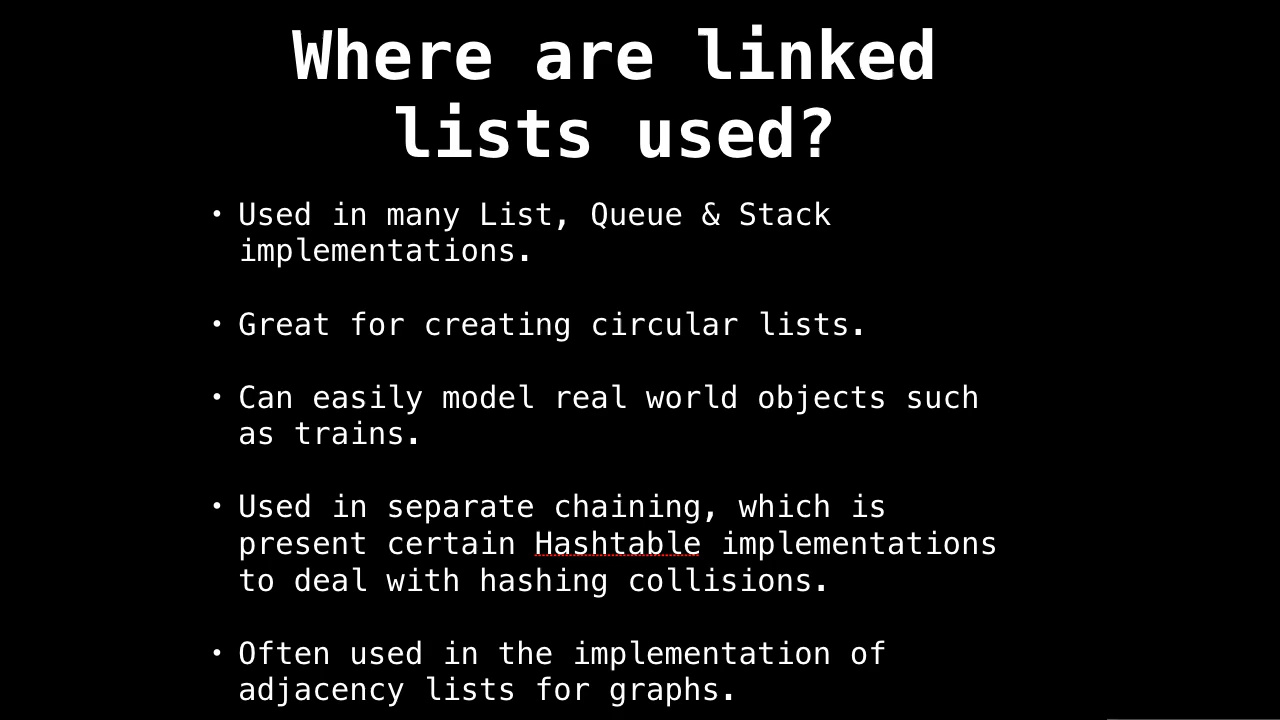 Where are linked
lists used?
• Used in many List, Queue & Stack
implementations.
• Great for creating circular lists.
• Can easily model real world objects such
as trains.
• Used in separate chaining, which is
present certain Hashtable implementations
to deal with hashing collisions.
• Often used in the implementation of
adjacency lists for graphs.